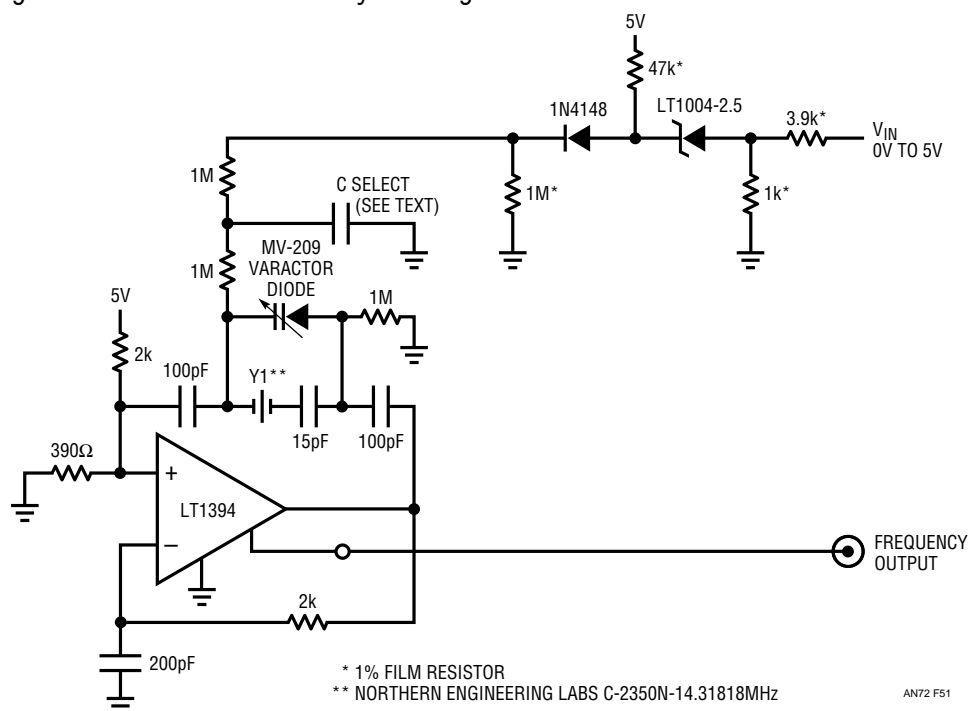 5V
47k*
1N4148
LT1004-2.5
3.9k*
VIN
0V TO 5V
1M
1M*
1k*
C SELECT
(SEE TEXT)
1M
MV-209
VARACTOR
DIODE
1M
5V
2k
100pF
Y1**
15pF
100pF
390Ω
+
LT1394
–
FREQUENCY
OUTPUT
2k
200pF
* 1% FILM RESISTOR
** NORTHERN ENGINEERING LABS C-2350N-14.31818MHz
AN72 F51